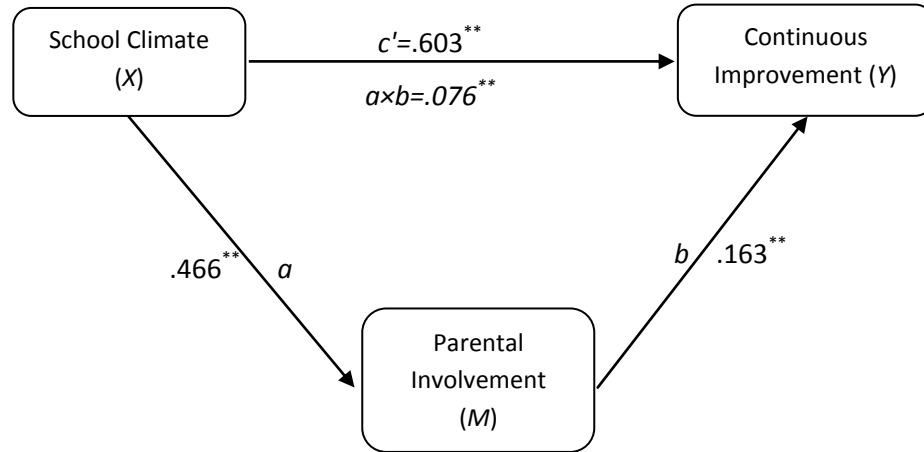 School Climate
(X)
c'=.603**
a×b=.076**
Continuous
Improvement (Y)
.466** a
b .163**
Parental
Involvement
(M)